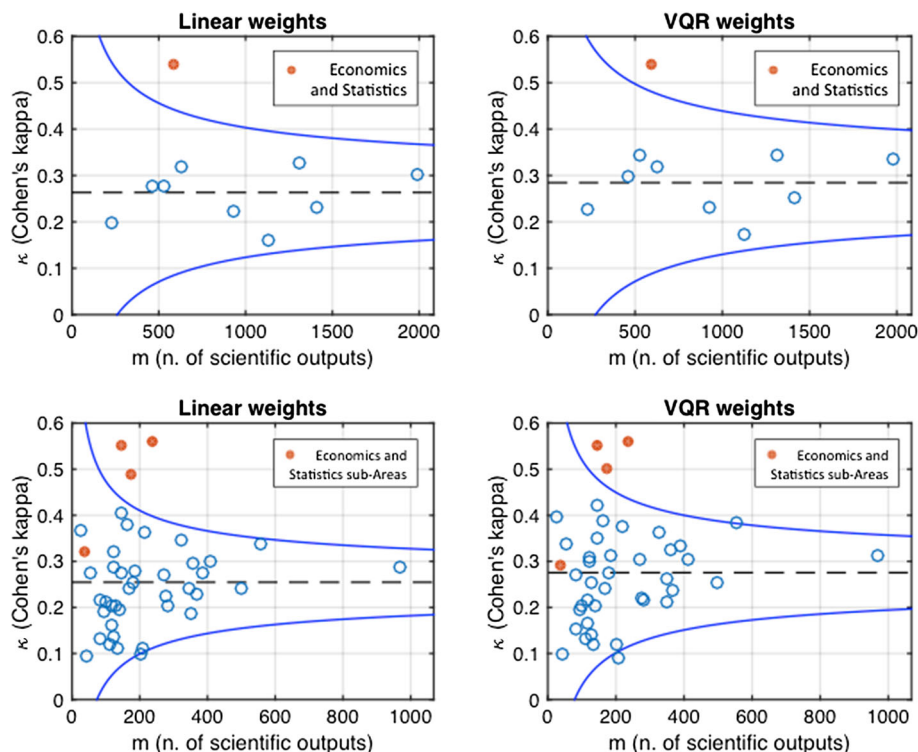 Linear weights
0.6
0.5
0.4
0.3
0.2
0.1
0
κ (Cohen's kappa)
Economics
and Statistics
0 500 1000 1500 2000
m (n. of scientific outputs)
VQR weights
0.6
0.5
0.4
0.3
0.2
0.1
0
κ (Cohen's kappa)
Economics
and Statistics
0 500 1000 1500 2000
m (n. of scientific outputs)
Linear weights
0.6
0.5
0.4
0.3
0.2
0.1
0
κ (Cohen's kappa)
Economics and
Statistics sub-Areas
0 200 400 600 800 1000
m (n. of scientific outputs)
VQR weights
0.6
0.5
0.4
0.3
0.2
0.1
0
κ (Cohen's kappa)
Economics and
Statistics sub-Areas
0 200 400 600 800 1000
m (n. of scientific outputs)